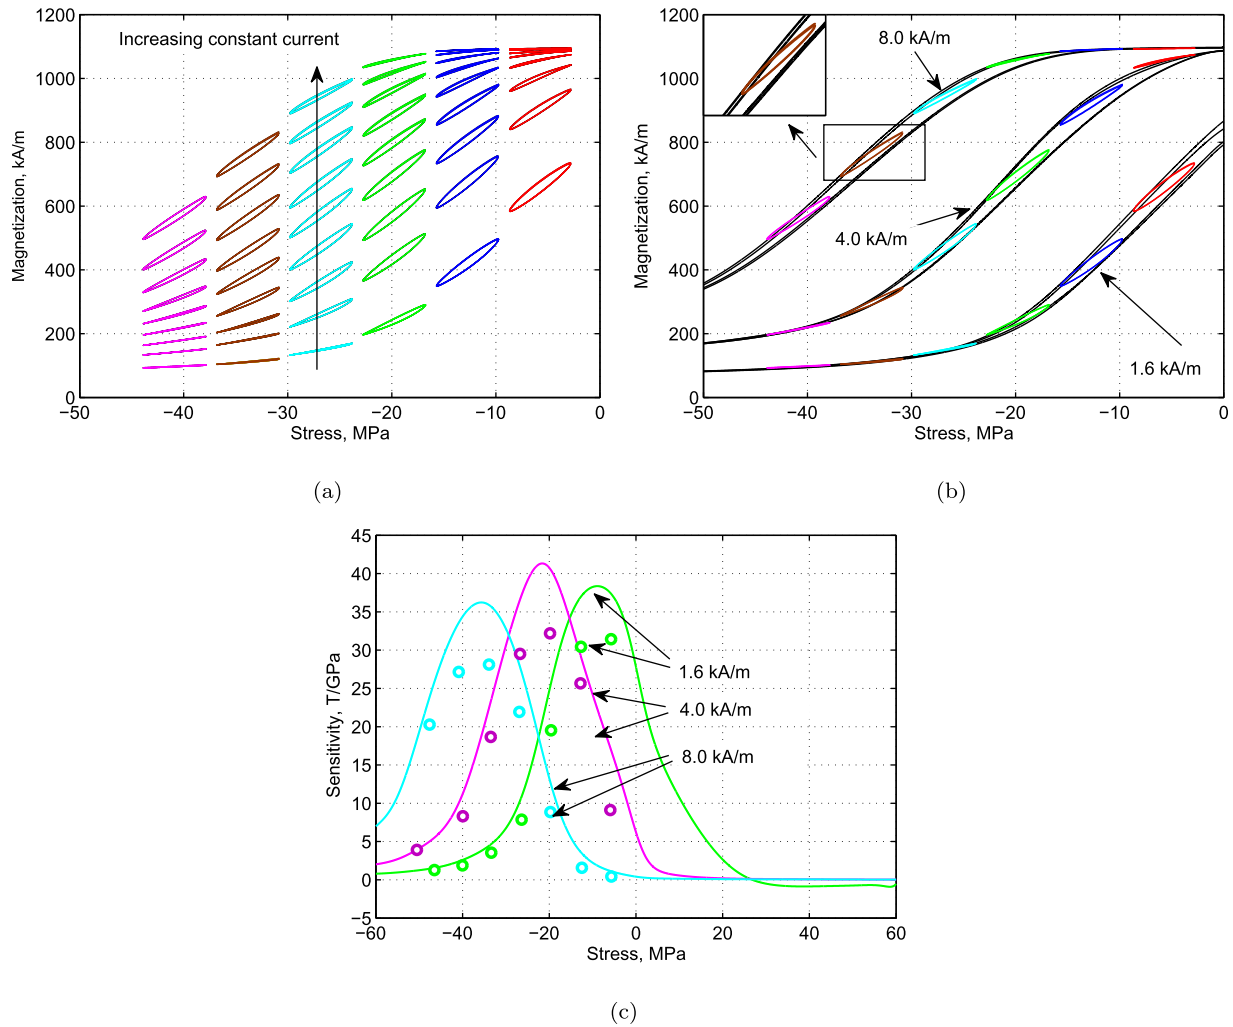 1200
1000
800
600
400
200
0
Magnetization, kA/m
Increasing constant current
−50
−40
−30
−20
−10
0
Stress, MPa
(a)
1200
1000
800
600
400
200
0
Magnetization, kA/m
8.0 kA/m
4.0 kA/m
1.6 kA/m
−50
−40
−30
−20
−10
0
Stress, MPa
(b)
45
40
35
30
25
20
15
10
5
0
−5
Sensitivity, T/GPa
1.6 kA/m
4.0 kA/m
8.0 kA/m
−60
−40
−20
0
20
40
60
Stress, MPa
(c)